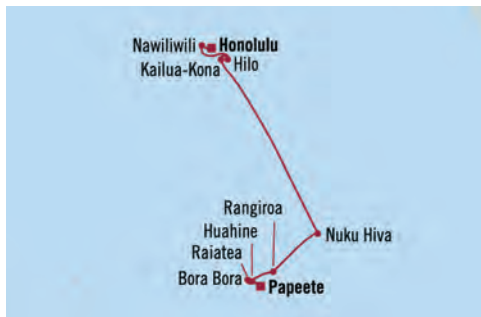 Nawiliwili Honolulu
Kailua-Kona Hilo
Rangiroa
Huahine
Nuku Hiva
Raiatea
Bora Bora
Papeete